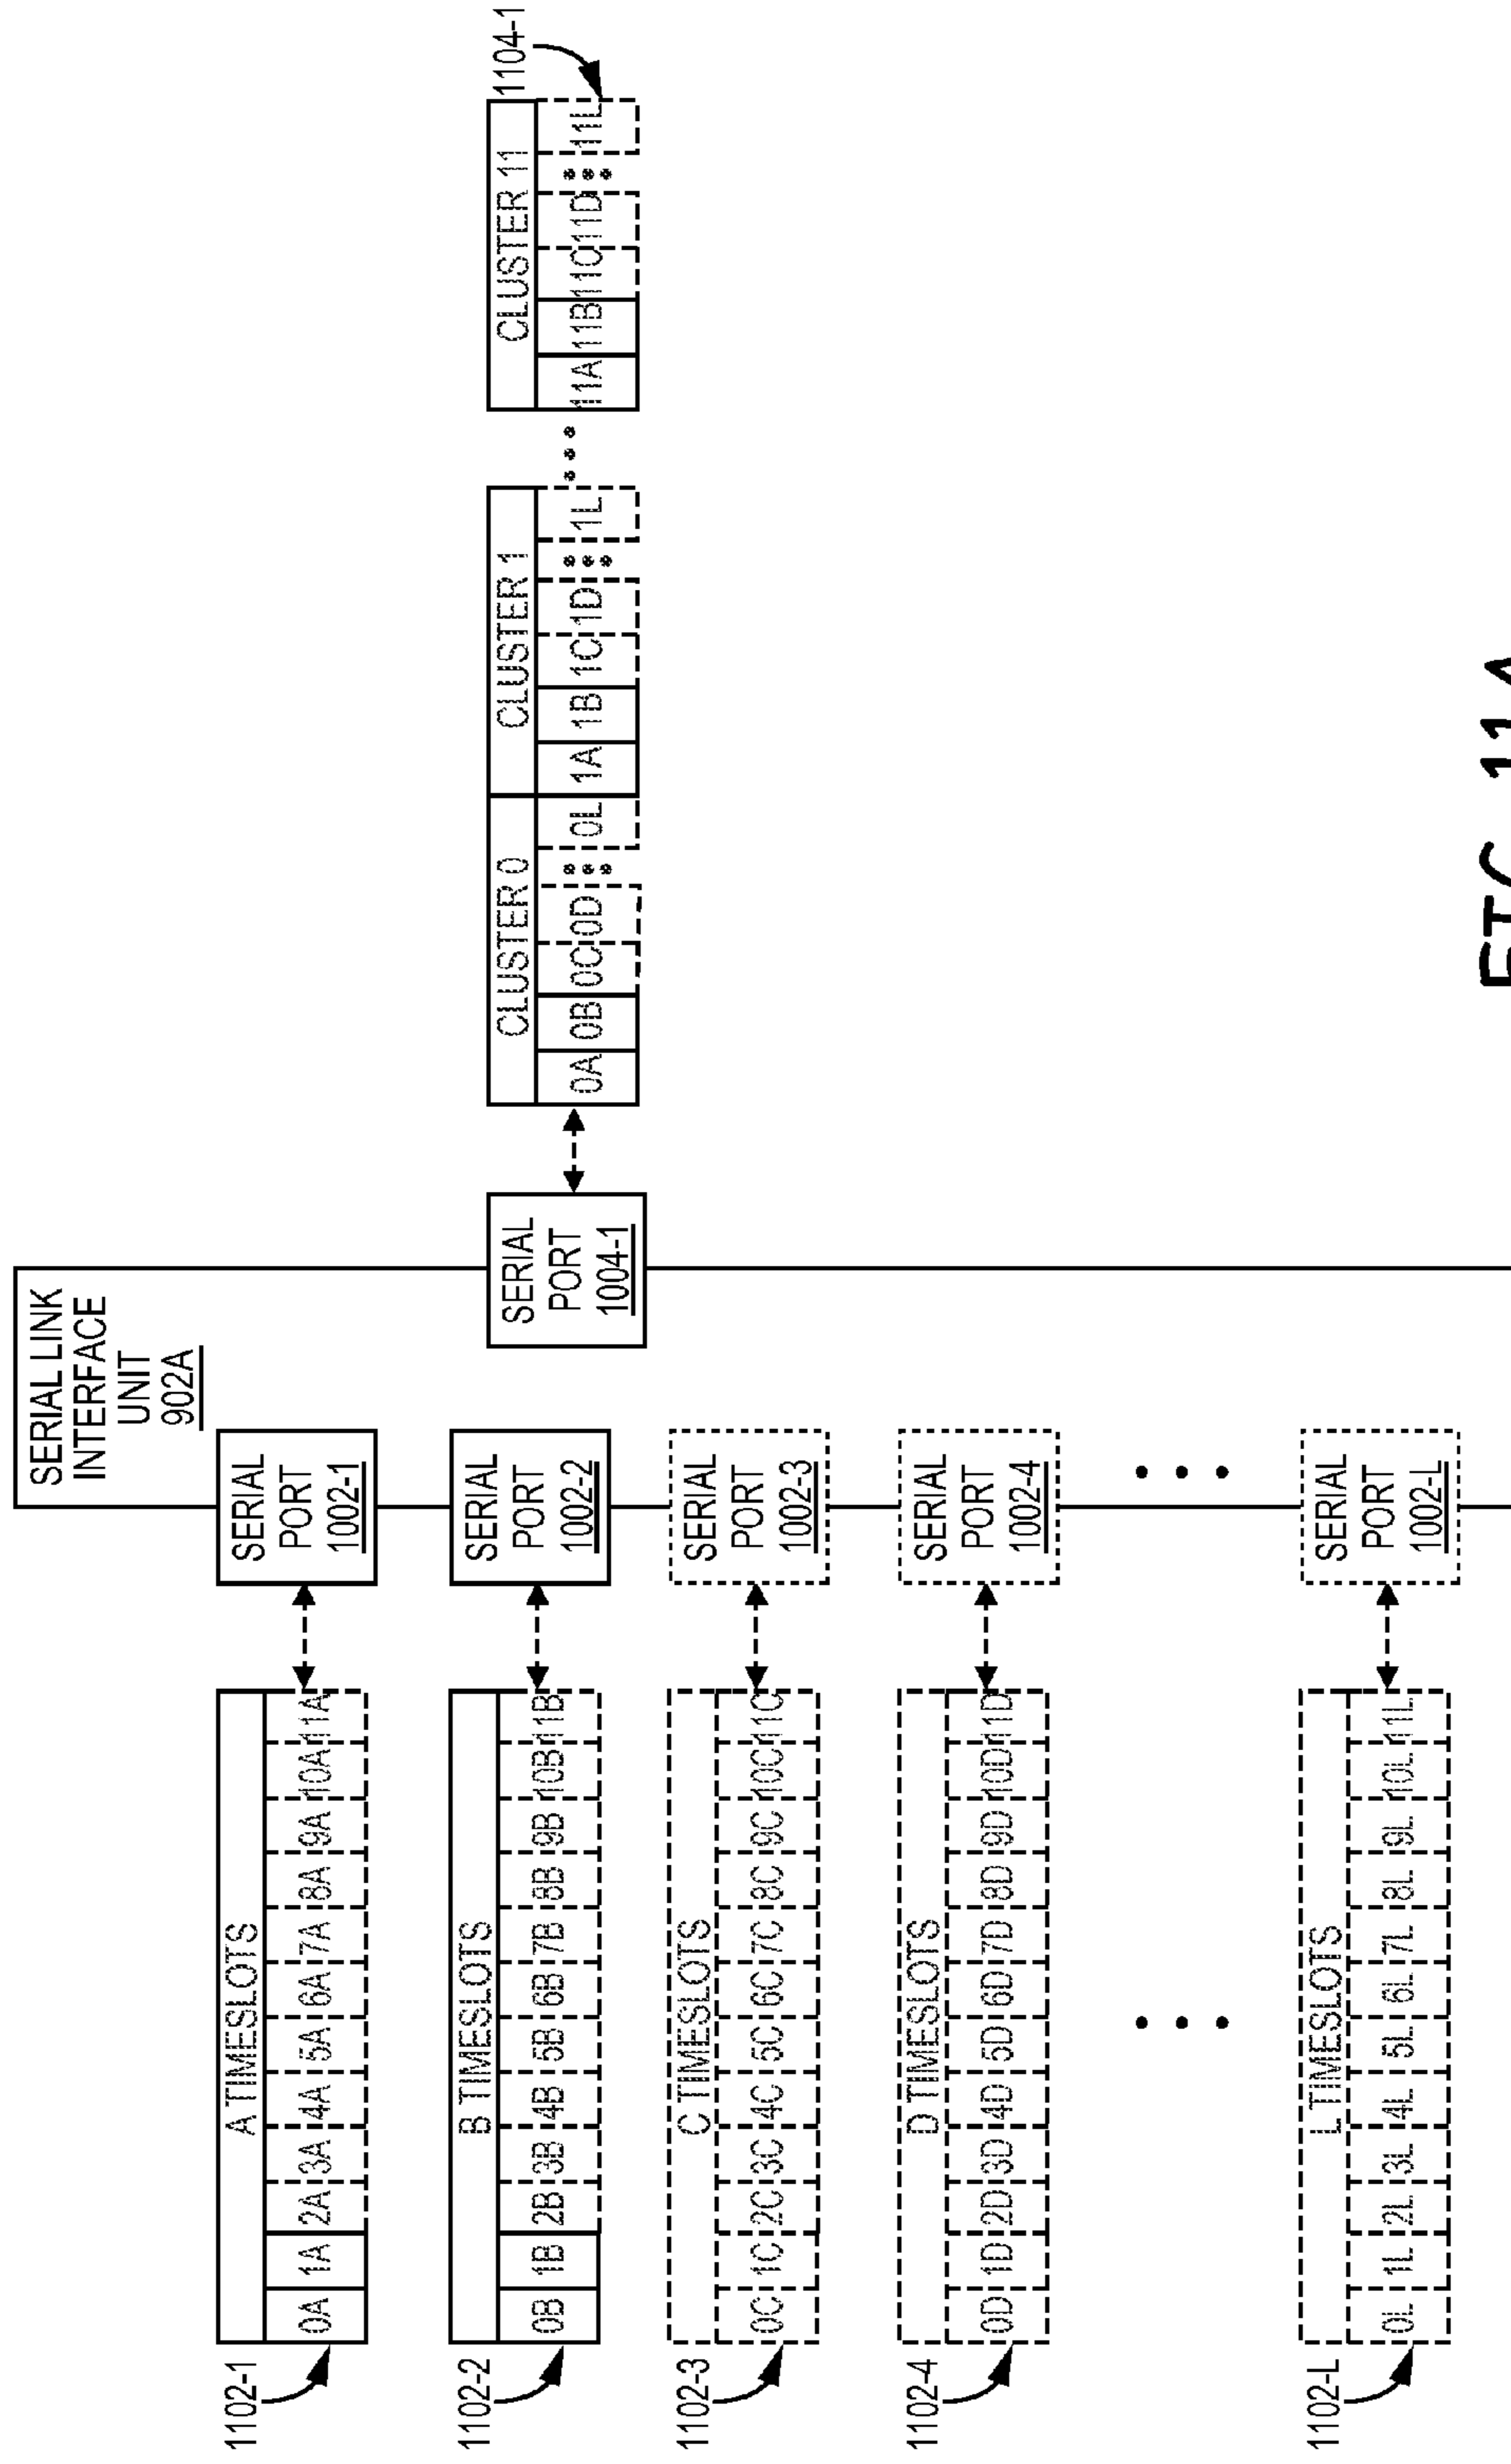 SERIAL LINK
INTERFACE
UNIT
902A
1102-1
A TIMESLOTS
0A 1A 2A 3A 4A 5A 6A 7A 8A 9A 10A 11A
SERIAL
PORT
1002-1
1102-2
B TIMESLOTS
0B 1B 2B 3B 4B 5B 6B 7B 8B 9B 10B 11B
SERIAL
PORT
1002-2
SERIAL
PORT
1004-1
CLUSTER 0
0A 0B 0C 0D 0L
CLUSTER 1
1A 1B 1C 1D 1L
CLUSTER 11
11A 11B 11C 11D 11L
1104-1
1102-3
C TIMESLOTS
0C 1C 2C 3C 4C 5C 6C 7C 8C 9C 10C 11C
SERIAL
PORT
1002-3
1102-4
D TIMESLOTS
0D 1D 2D 3D 4D 5D 6D 7D 8D 9D 10D 11D
SERIAL
PORT
1002-4
1102-L
L TIMESLOTS
0L 1L 2L 3L 4L 5L 6L 7L 8L 9L 10L 11L
SERIAL
PORT
1002-L
FIG. 11A